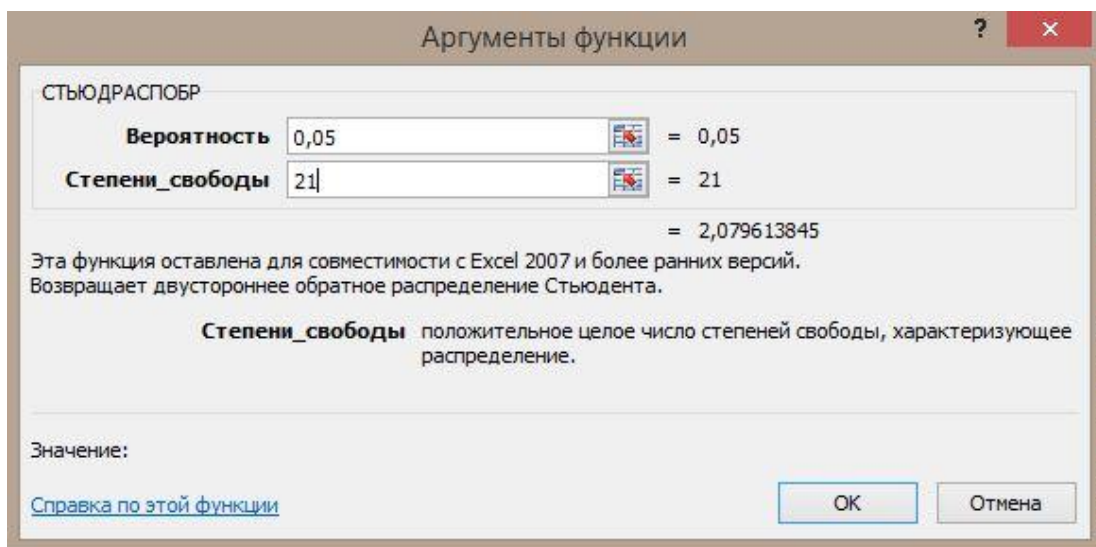 Аргументы функции
?
×
СТЬЮДРАСПОБР
Вероятность 0,05 = 0,05
Степени_свободы 21 = 21
= 2,079613845
Эта функция оставлена для совместимости с Excel 2007 и более ранних версий.
Возвращает двустороннее обратное распределение Стьюдента.
Степени_свободы положительное целое число степеней свободы, характеризующее
распределение.
Значение:
Справка по этой функции
ОК
Отмена